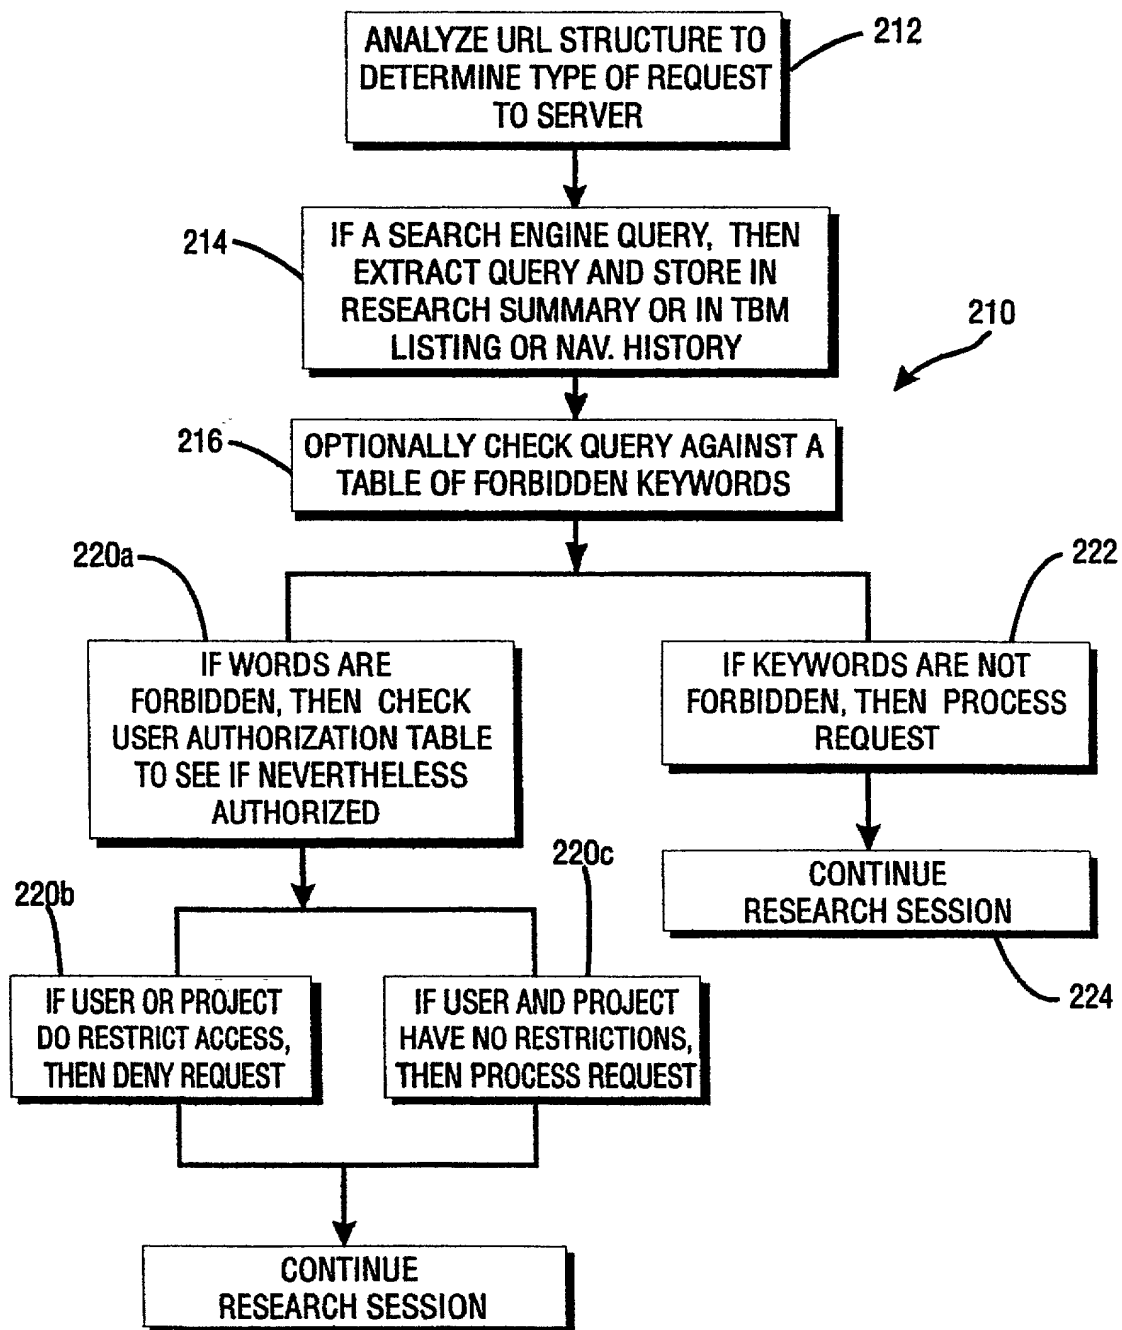 ANALYZE URL STRUCTURE TO
DETERMINE TYPE OF REQUEST
TO SERVER
212
214
IF A SEARCH ENGINE QUERY, THEN
EXTRACT QUERY AND STORE IN
RESEARCH SUMMARY OR IN TBM
LISTING OR NAV. HISTORY
210
216
OPTIONALLY CHECK QUERY AGAINST A
TABLE OF FORBIDDEN KEYWORDS
220a
222
IF WORDS ARE
FORBIDDEN, THEN CHECK
USER AUTHORIZATION TABLE
TO SEE IF NEVERTHELESS
AUTHORIZED
IF KEYWORDS ARE NOT
FORBIDDEN, THEN PROCESS
REQUEST
220b
220c
CONTINUE
RESEARCH SESSION
224
IF USER OR PROJECT
DO RESTRICT ACCESS,
THEN DENY REQUEST
IF USER AND PROJECT
HAVE NO RESTRICTIONS,
THEN PROCESS REQUEST
CONTINUE
RESEARCH SESSION